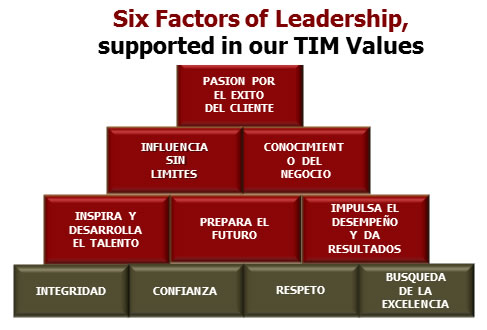 Six Factors of Leadership,
supported in our TIM Values
PASION POR
EL EXITO
DEL CLIENTE
INFLUENCIA
SIN
LIMITES
CONOCIMIENT
O DEL
NEGOCIO
INSPIRA Y
DESARROLLA
EL TALENTO
PREPARA EL
FUTURO
IMPULSA EL
DESEMPEÑO
Y DA
RESULTADOS
INTEGRIDAD
CONFIANZA
RESPETO
BUSQUEDA
DE LA
EXCELENCIA